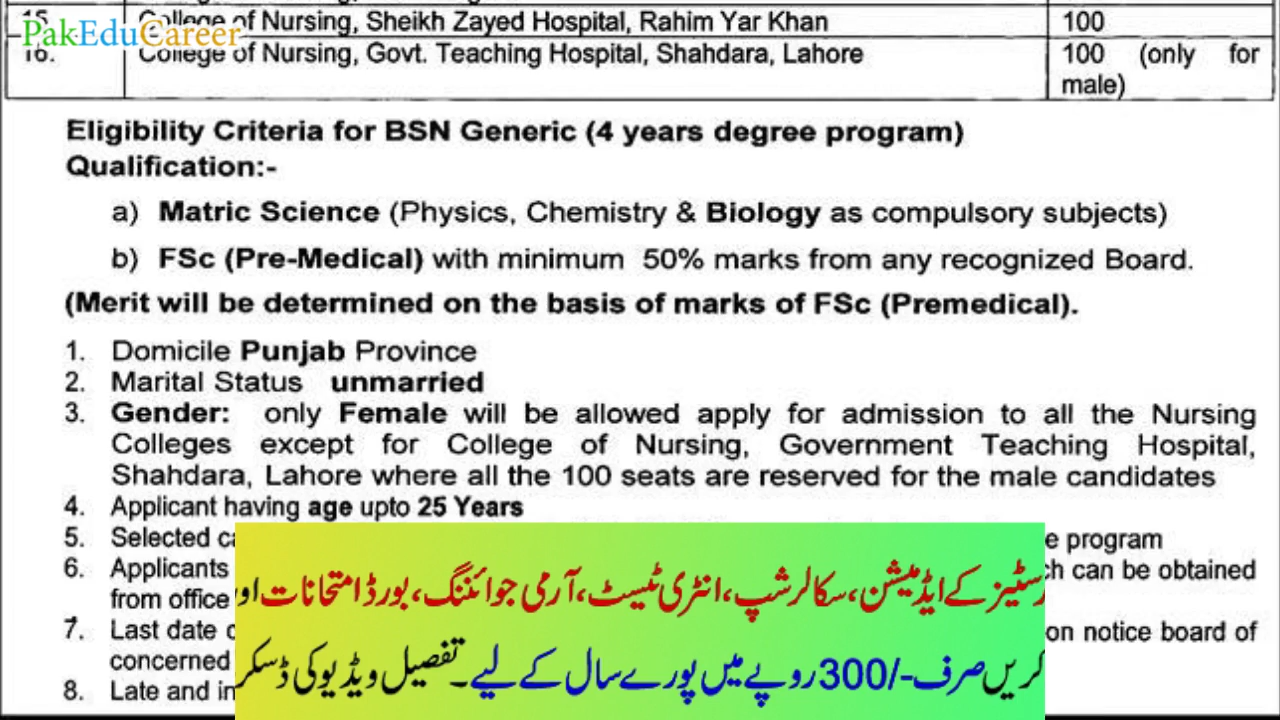 15. College of Nursing, Sheikh Zayed Hospital, Rahim Yar Khan 100
PakEduCareer
16. College of Nursing, Govt. Teaching Hospital, Shahdara, Lahore 100 (only for
male)
Eligibility Criteria for BSN Generic (4 years degree program)
Qualification:-
a) Matric Science (Physics, Chemistry & Biology as compulsory subjects)
b) FSc (Pre-Medical) with minimum 50% marks from any recognized Board.
(Merit will be determined on the basis of marks of FSc (Premedical).
1. Domicile Punjab Province
2. Marital Status unmarried
3. Gender: only Female will be allowed apply for admission to all the Nursing
Colleges except for College of Nursing, Government Teaching Hospital,
Shahdara, Lahore where all the 100 seats are reserved for the male candidates
4. Applicant having age upto 25 Years
5. Selected program
6. Applicants can be obtained
from office
7. Last date on notice board of
concerned
8. Late and
کے ایڈمیشن، سکالرشپ، انٹری ٹیسٹ، آرمی جوائننگ، بورڈ امتحانات
کریں صرف -/300 روپے میں پورے سال کے لیے۔ تفصیل ویڈیو کی